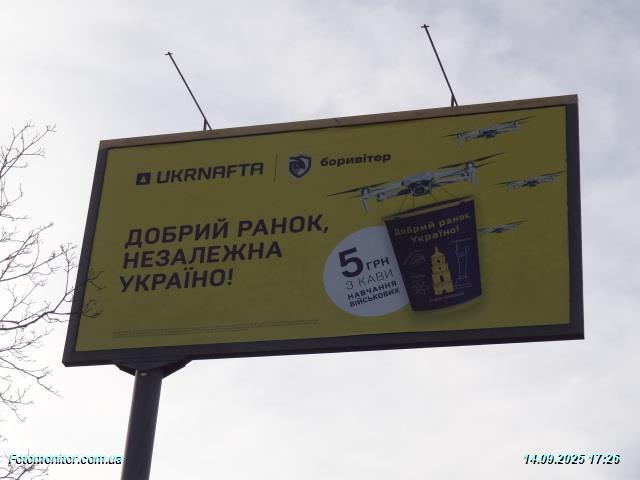 UKRNAFTA
боривітер
ДОБРИЙ РАНОК,
НЕЗАЛЕЖНА
УКРАЇНО!
5 ГРН
З КАВИ
НАВЧАННЯ
ВІЙСЬКОВИХ
Добрий ранок
Україно!
Fotomonitor.com.ua
14.09.2025 17:26